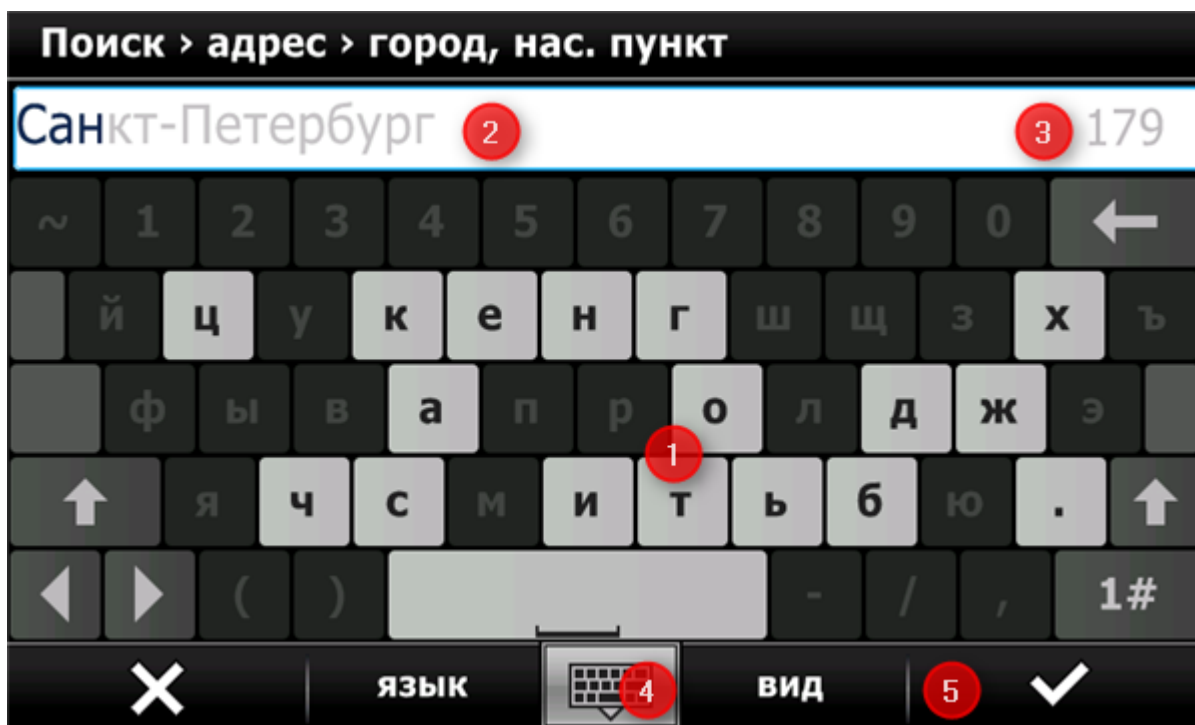 Поиск › адрес › город, нас. пункт
Санкт-Петербург 2 3 179
~ 1 2 3 4 5 6 7 8 9 0
й ц у к е н г ш щ з х ъ
ф ы в а п р о л д ж э
1
я ч с м и т ь б ю .
( ) - / , 1#
язык 4 вид 5